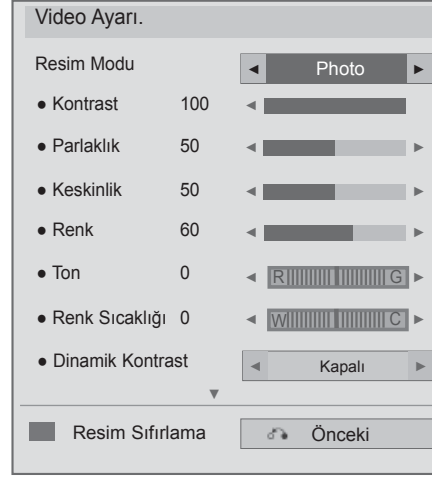 Video Ayarı.
Resim Modu ◄ Photo ►
● Kontrast 100 ◄
● Parlaklık 50 ◄ ►
● Keskinlik 50 ◄ ►
● Renk 60 ◄ ►
● Ton 0 ◄ R G ►
● Renk Sıcaklığı 0 ◄ W C ►
● Dinamik Kontrast ◄ Kapalı ►
▼
Resim Sıfırlama Önceki